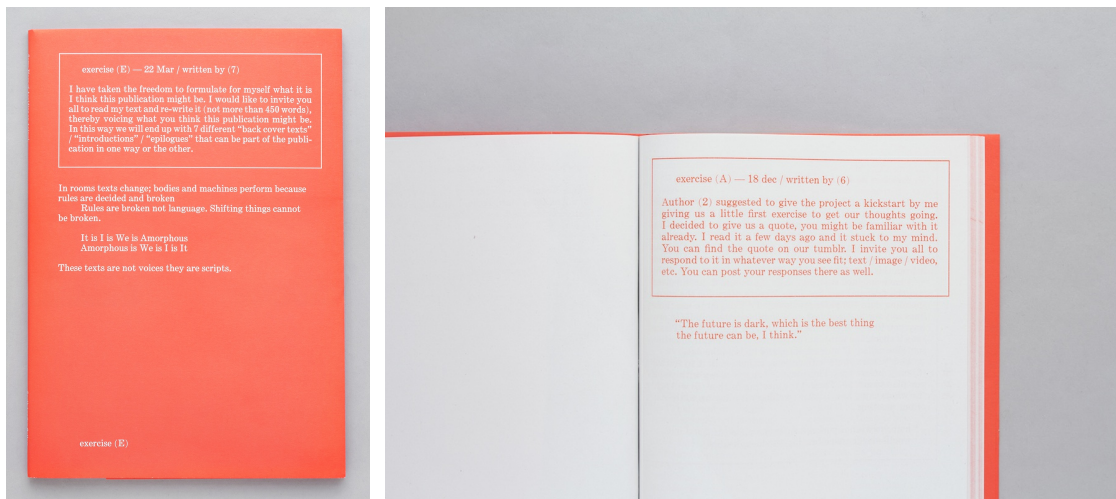 exercise (E) — 22 Mar / written by (7)
I have taken the freedom to formulate for myself what it is
I think this publication might be. I would like to invite you
all to read my text and re-write it (not more than 450 words),
thereby voicing what you think this publication might be.
In this way we will end up with 7 different “back cover texts”
/ “introductions” / “epilogues” that can be part of the publi-
cation in one way or the other.
In rooms texts change; bodies and machines perform because
rules are decided and broken
Rules are broken not language. Shifting things cannot
be broken.
It is I is We is Amorphous
Amorphous is We is I is It
These texts are not voices they are scripts.
exercise (E)
exercise (A) — 18 dec / written by (6)
Author (2) suggested to give the project a kickstart by me
giving us a little first exercise to get our thoughts going.
I decided to give us a quote, you might be familiar with it
already. I read it a few days ago and it stuck to my mind.
You can find the quote on our tumblr. I invite you all to
respond to it in whatever way you see fit: text / image / video,
etc. You can post your responses there as well.
“The future is dark, which is the best thing
the future can be, I think.”